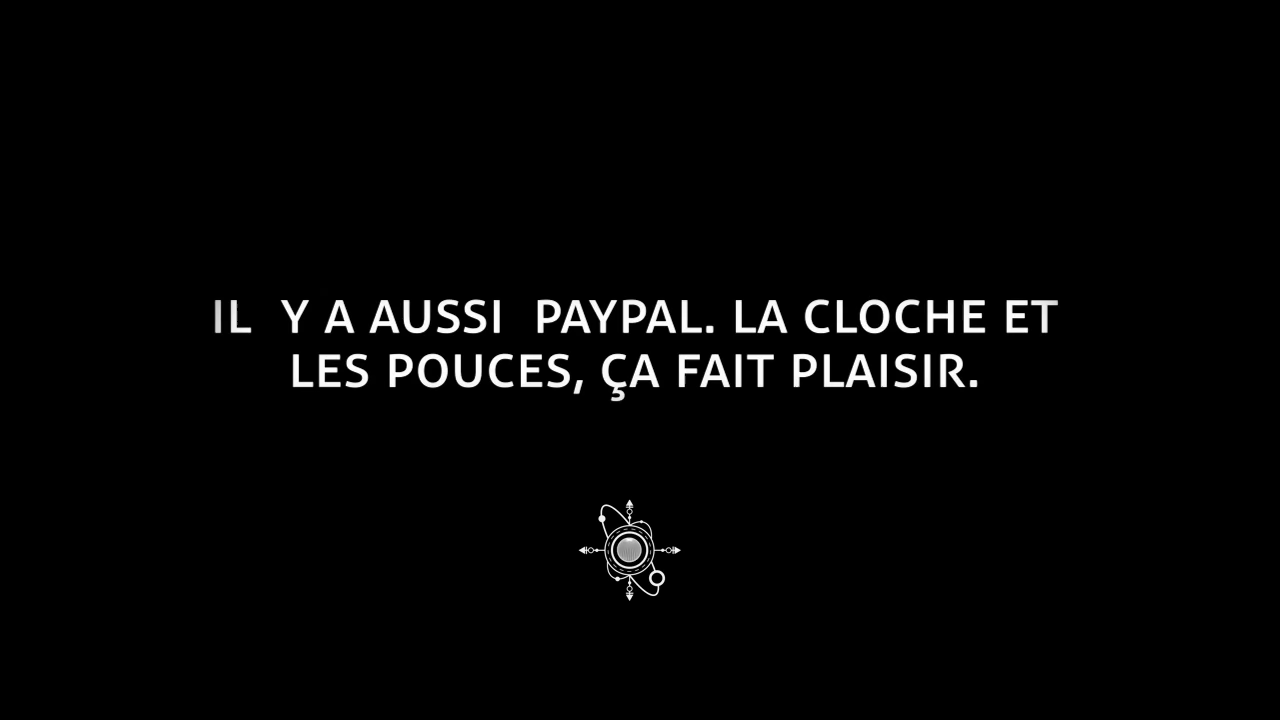 IL Y A AUSSI PAYPAL. LA CLOCHE ET
LES POUCES, ÇA FAIT PLAISIR.